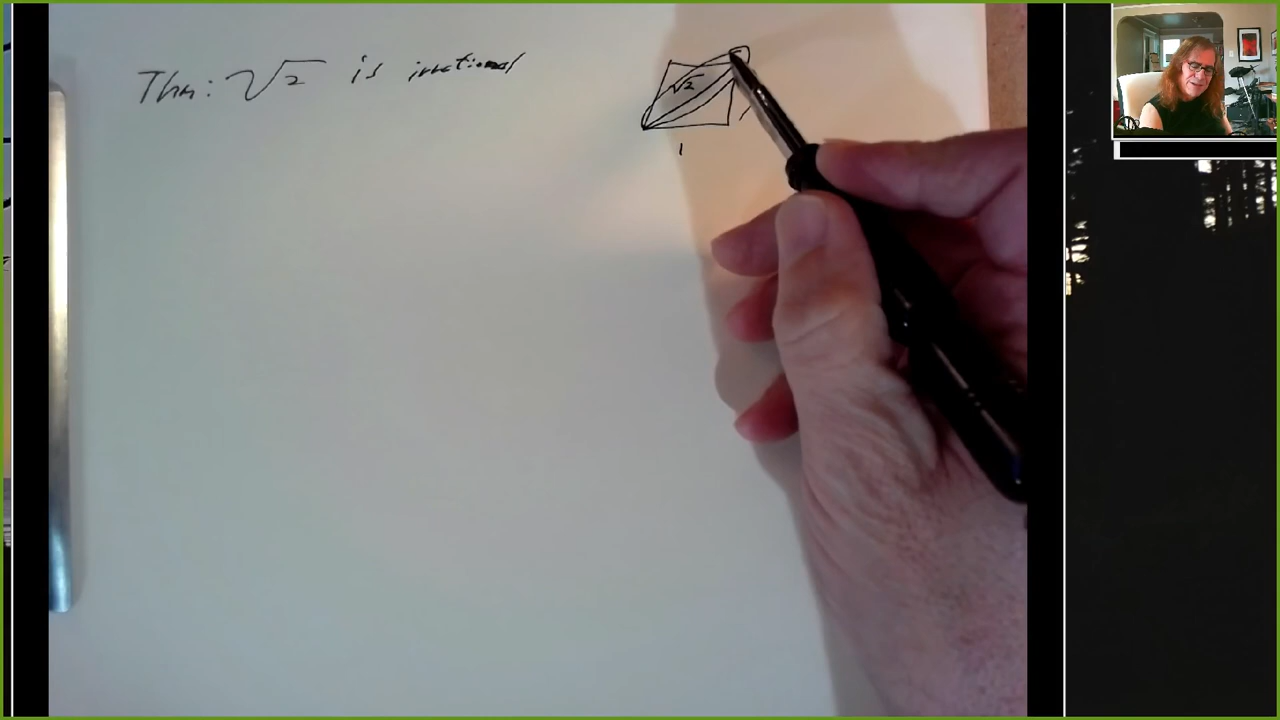 Thm: √2 is irrational
√2
1
1